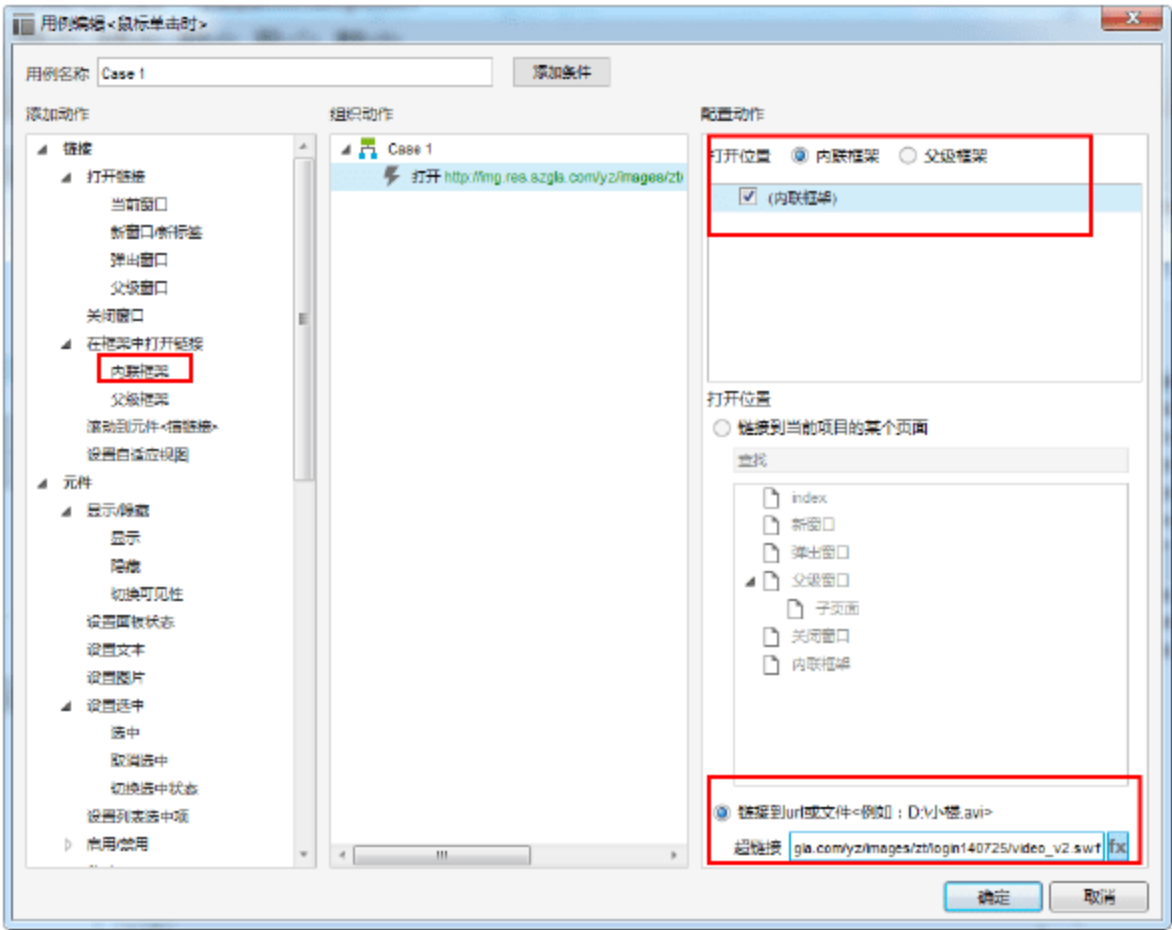 用例编辑<鼠标单击时>
用例名称 Case 1 添加条件
添加动作
链接
打开链接
当前窗口
新窗口/新标签
弹出窗口
父级窗口
关闭窗口
在框架中打开链接
内联框架
父级框架
滚动到元件<锚链接>
设置自适应视图
元件
显示/隐藏
显示
隐藏
切换可见性
设置面板状态
设置文本
设置图片
设置选中
选中
取消选中
切换选中状态
设置列表选中项
启用/禁用
组织动作
Case 1
打开 http://img.res.szgla.com/yz/images/zt/
配置动作
打开位置 内联框架 父级框架
(内联框架)
打开位置
链接到当前项目的某个页面
查找
index
新窗口
弹出窗口
父级窗口
子页面
关闭窗口
内联框架
链接到url或文件<例如：D:\小楼.avi>
超链接 gla.com/yz/images/zt/login140725/video_v2.swf fx
确定 取消